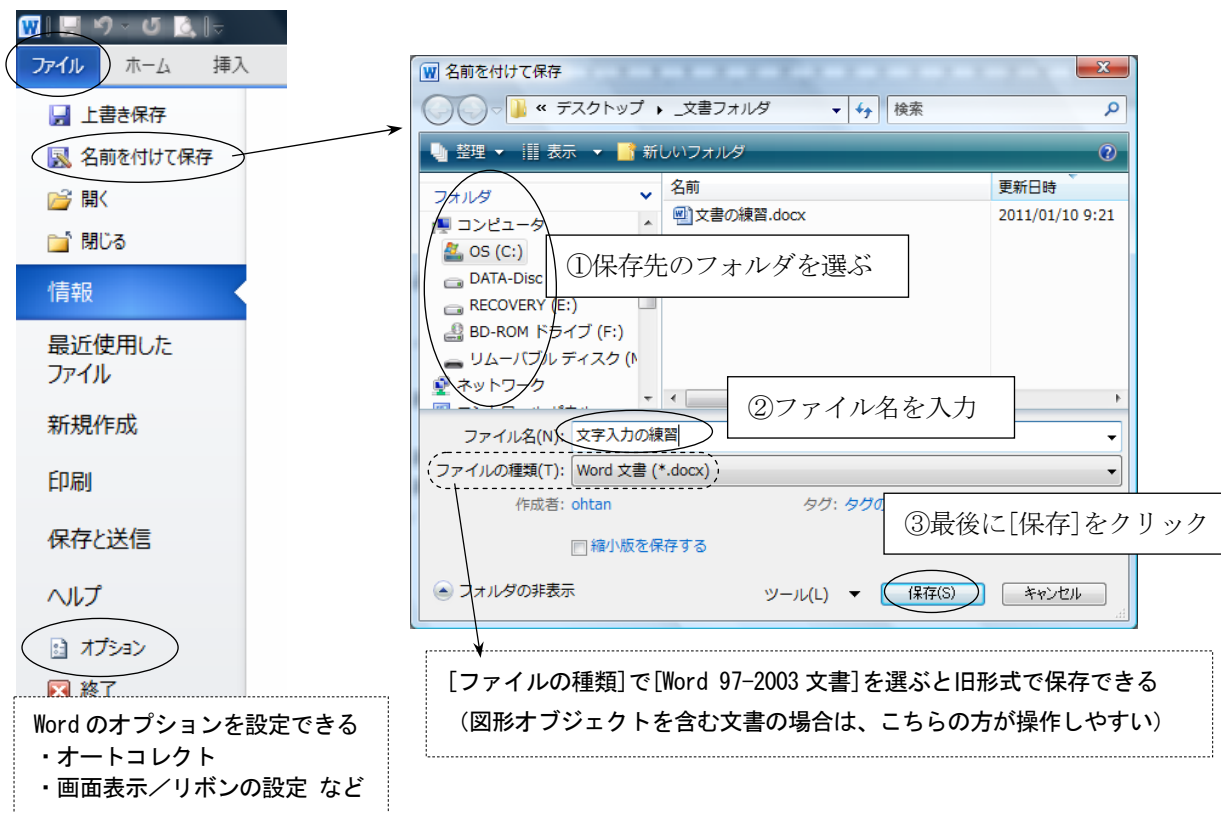 ファイル ホーム 挿入
上書き保存
名前を付けて保存
開く
閉じる
情報
最近使用した
ファイル
新規作成
印刷
保存と送信
ヘルプ
オプション
終了
Wordのオプションを設定できる
・オートコレクト
・画面表示／リボンの設定 など
名前を付けて保存
« デスクトップ ▸ _文書フォルダ 検索
整理 ▼ 表示 ▼ 新しいフォルダ
フォルダ
コンピュータ
OS (C:)
DATA-Disc
RECOVERY (E:)
BD-ROM ドライブ (F:)
リムーバブル ディスク (
ネットワーク
名前 更新日時
文書の練習.docx 2011/01/10 9:21
①保存先のフォルダを選ぶ
②ファイル名を入力
ファイル名(N): 文字入力の練習
ファイルの種類(T): Word 文書 (*.docx)
作成者: ohtan タグ: タグの
③最後に[保存]をクリック
縮小版を保存する
フォルダの非表示 ツール(L) ▼ 保存(S) キャンセル
[ファイルの種類]で[Word 97-2003 文書]を選ぶと旧形式で保存できる
（図形オブジェクトを含む文書の場合は、こちらの方が操作しやすい）